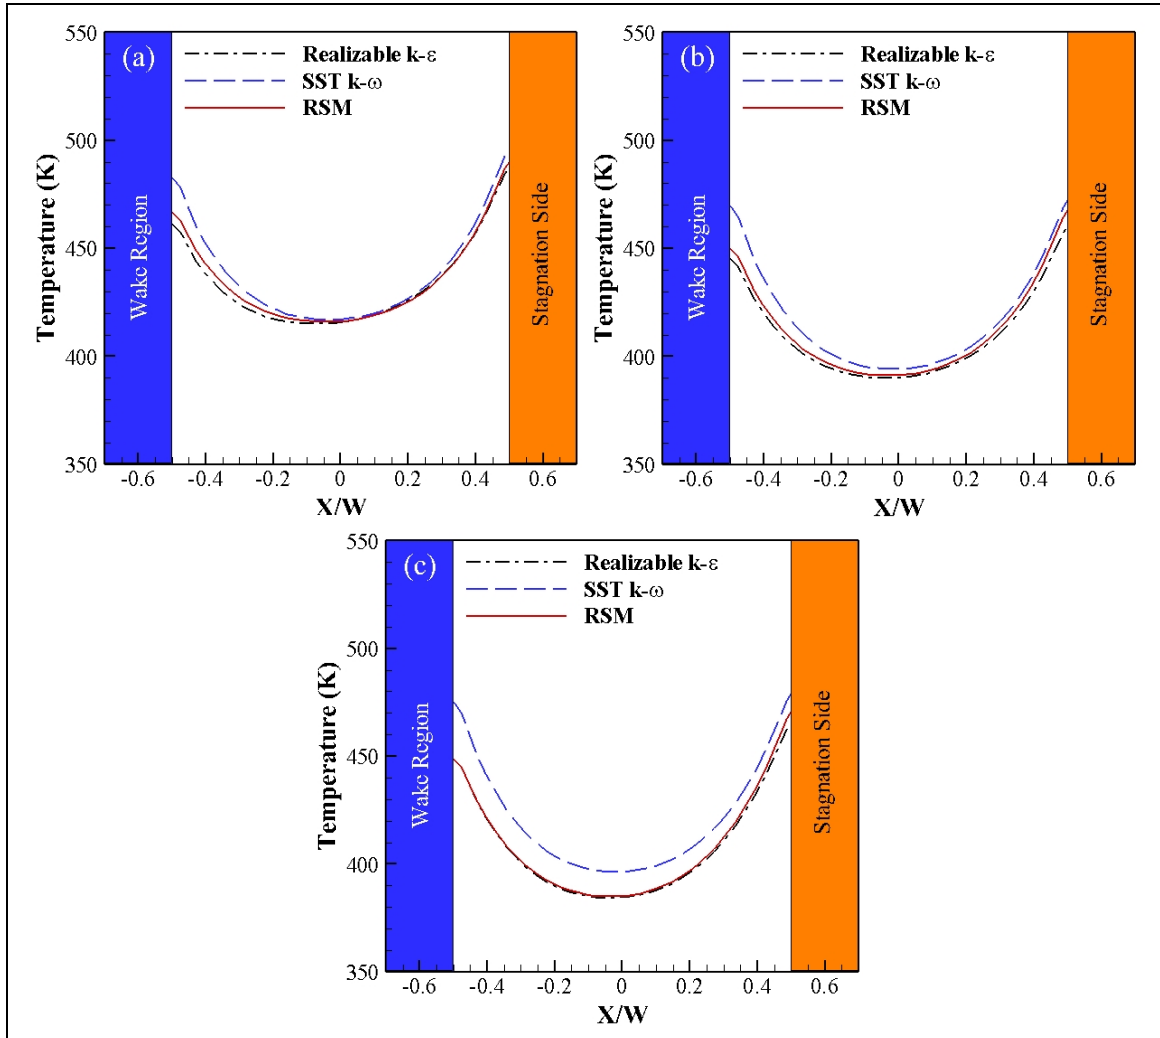 550
(a)
Realizable k-ε
SST k-ω
RSM
500
450
400
350
Temperature (K)
Wake Region
Stagnation Side
-0.6 -0.4 -0.2 0 0.2 0.4 0.6
X/W
550
(b)
Realizable k-ε
SST k-ω
RSM
500
450
400
350
Temperature (K)
Wake Region
Stagnation Side
-0.6 -0.4 -0.2 0 0.2 0.4 0.6
X/W
550
(c)
Realizable k-ε
SST k-ω
RSM
500
450
400
350
Temperature (K)
Wake Region
Stagnation Side
-0.6 -0.4 -0.2 0 0.2 0.4 0.6
X/W